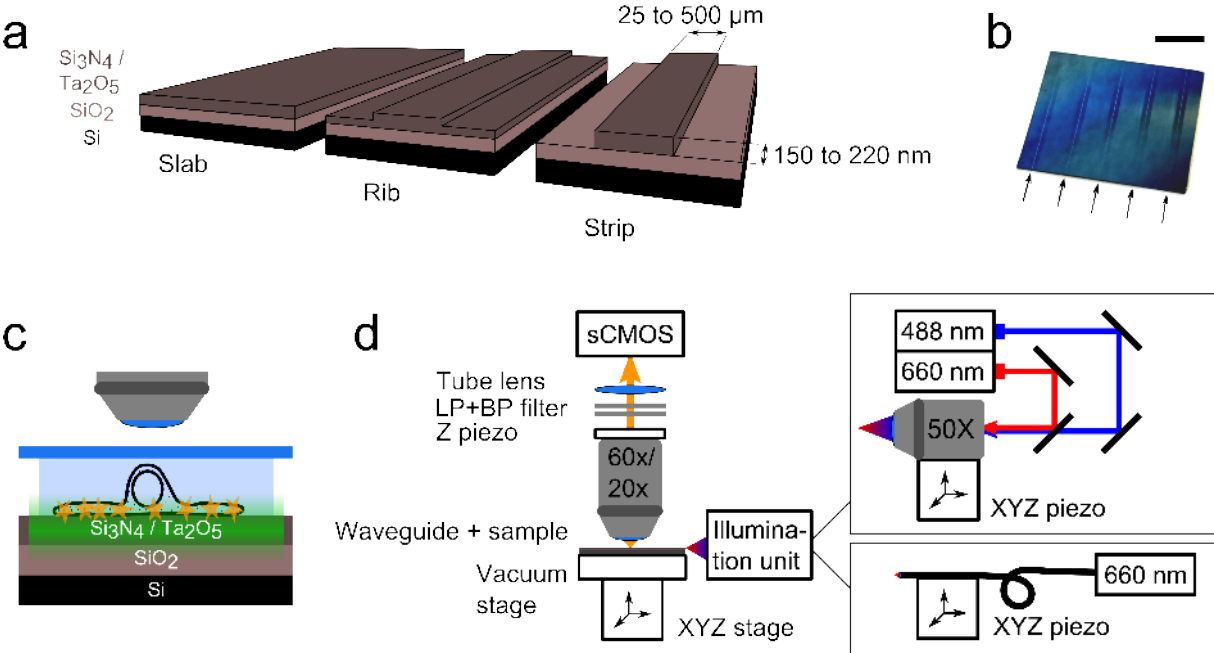 a
25 to 500 µm
b
Si3N4 /
Ta2O5
SiO2
Si
Slab
Rib
Strip
150 to 220 nm
c
Si3N4 / Ta2O5
SiO2
Si
d
sCMOS
Tube lens
LP+BP filter
Z piezo
60x/
20x
Waveguide + sample
Vacuum
stage
XYZ stage
Illumina-
tion unit
488 nm
660 nm
50X
XYZ piezo
660 nm
XYZ piezo